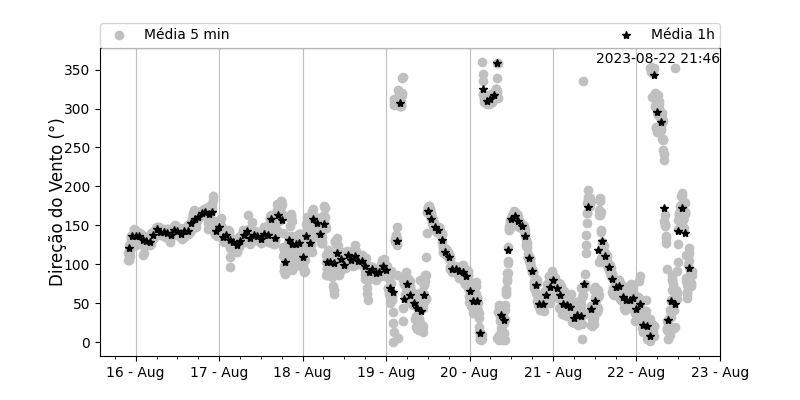 Média 5 min
Média 1h
2023-08-22 21:46
Direção do Vento (°)
350
300
250
200
150
100
50
0
16 - Aug
17 - Aug
18 - Aug
19 - Aug
20 - Aug
21 - Aug
22 - Aug
23 - Aug